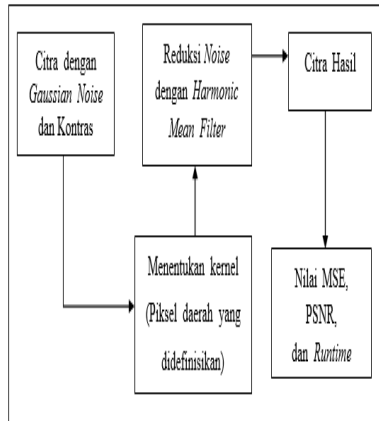 Citra dengan
Gaussian Noise
dan Kontras
Menentukan kernel
(Piksel daerah yang
didefinisikan)
Reduksi Noise
dengan Harmonic
Mean Filter
Citra Hasil
Nilai MSE,
PSNR,
dan Runtime